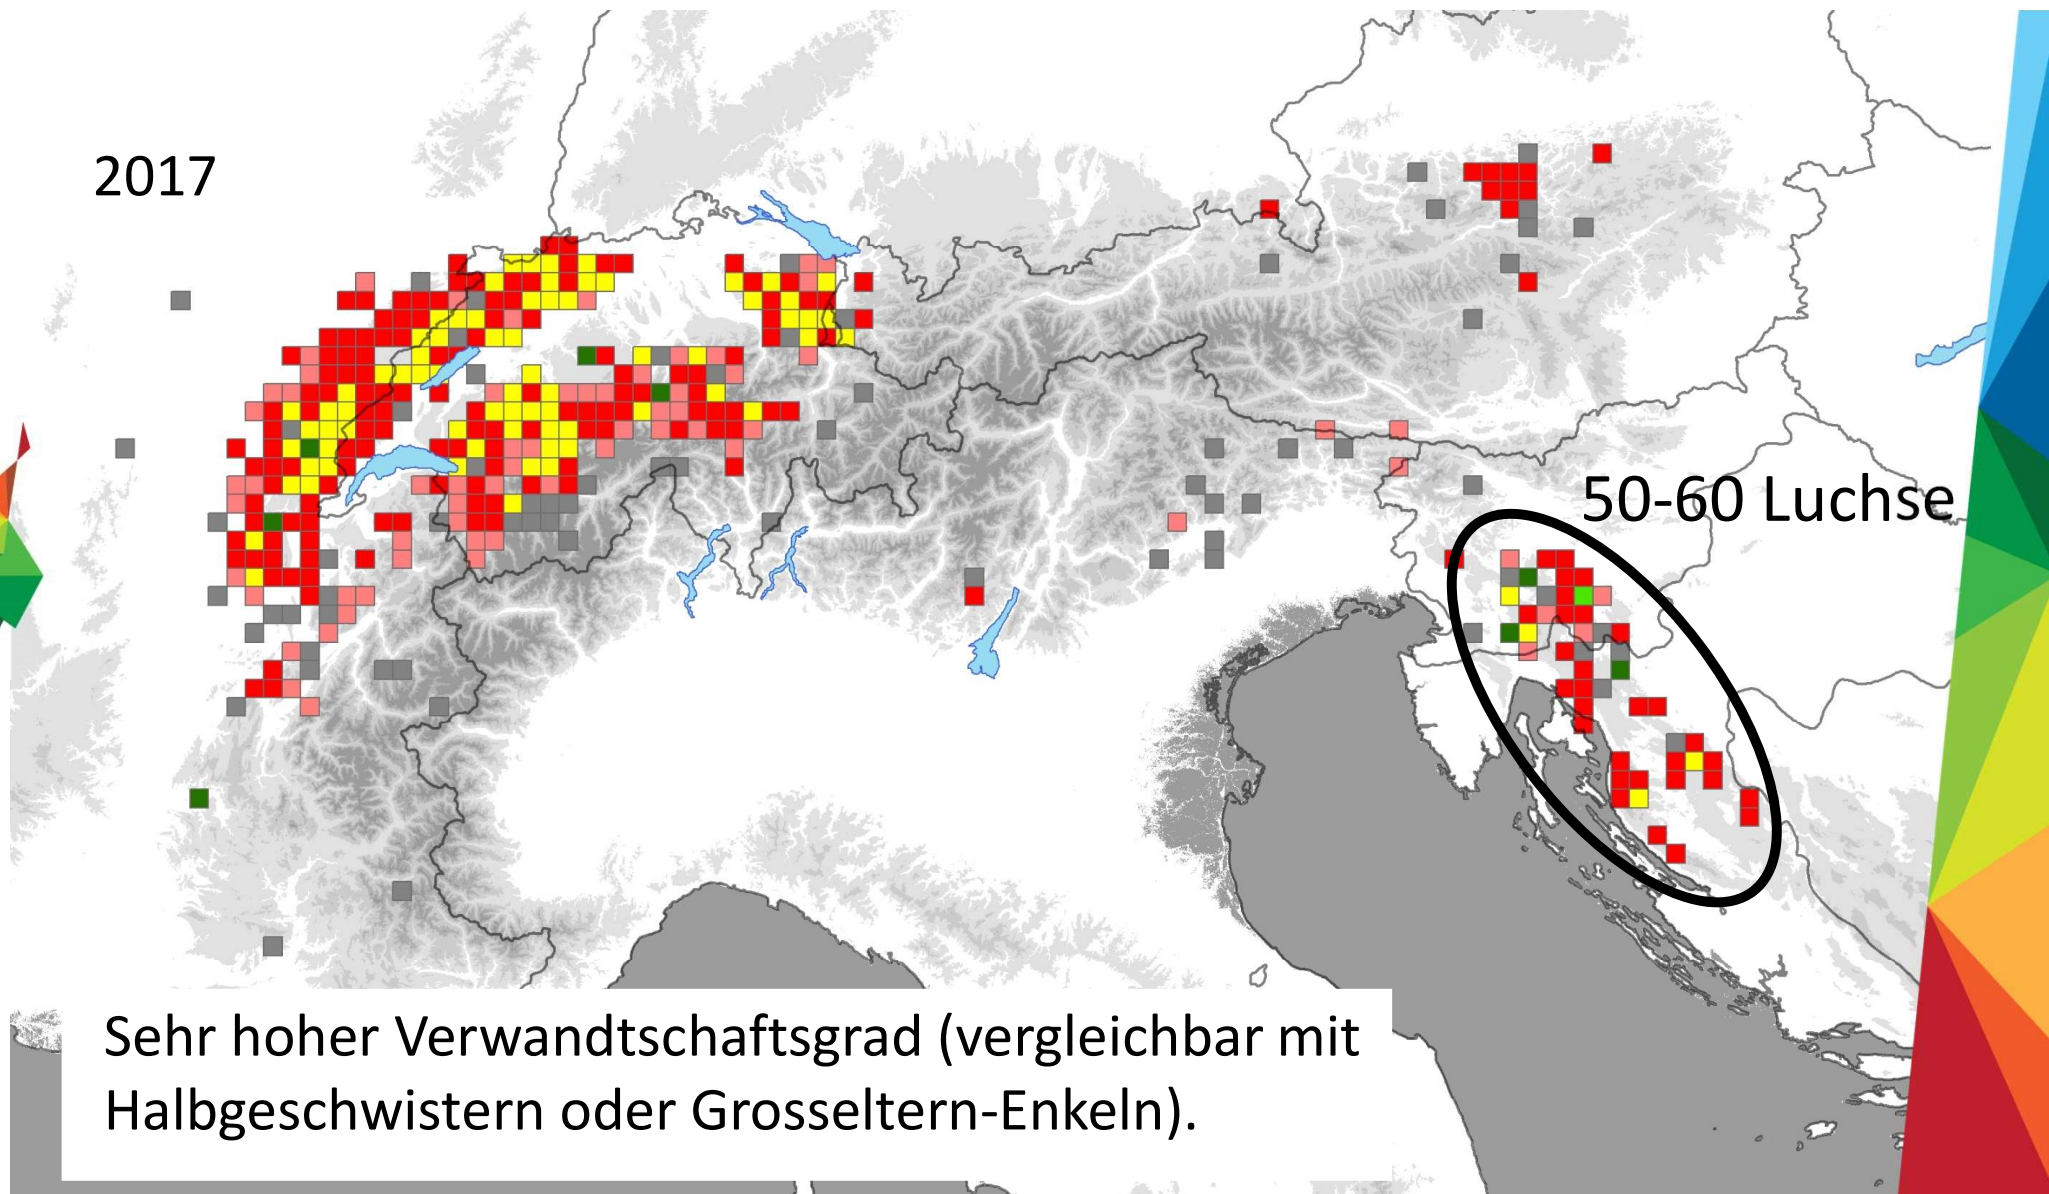 2017
50-60 Luchse
Sehr hoher Verwandtschaftsgrad (vergleichbar mit
Halbgeschwistern oder Grosseltern-Enkeln).